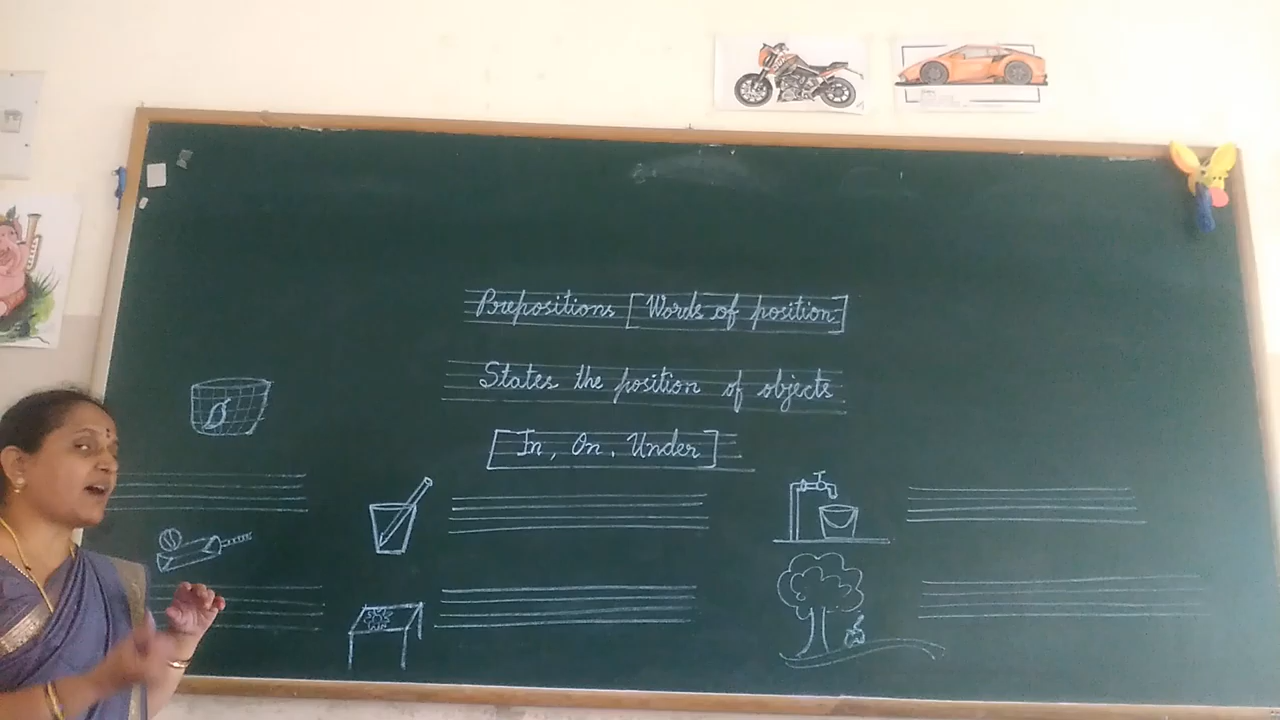 Prepositions [Words of position]
States the position of objects
[In, On, Under]